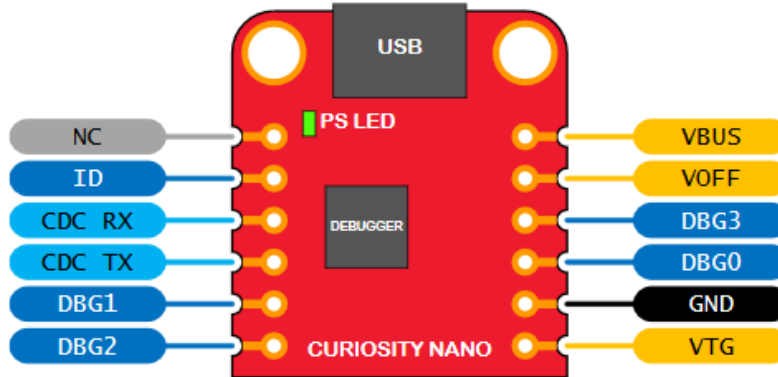 USB
PS LED
NC
VBUS
ID
VOFF
CDC RX
DEBUGGER
DBG3
CDC TX
DBG0
DBG1
GND
DBG2
CURIOSITY NANO
VTG